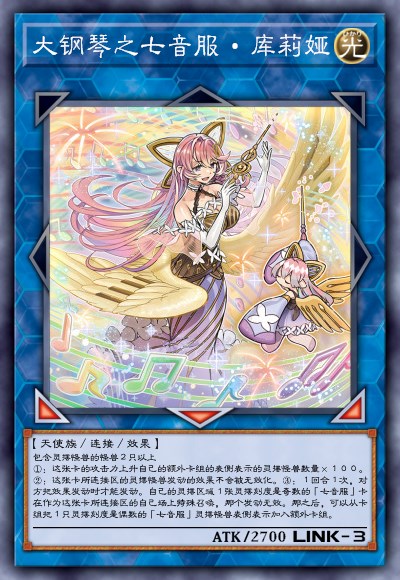 大钢琴之七音服·库莉娅
光
【天使族/连接/效果】
包含灵摆怪兽的怪兽2只以上
①：这张卡的攻击力上升自己的额外卡组的表侧表示的灵摆怪兽数量×100。
②：这张卡所连接区的灵摆怪兽发动的效果不会被无效化。③：1回合1次，对
方把效果发动时才能发动。自己的灵摆区域1张灵摆刻度是奇数的「七音服」卡
在作为这张卡所连接区的自己场上特殊召唤，那个发动无效。那之后，可以从卡
组把1只灵摆刻度是偶数的「七音服」灵摆怪兽表侧表示加入额外卡组。
ATK/2700 LINK-3